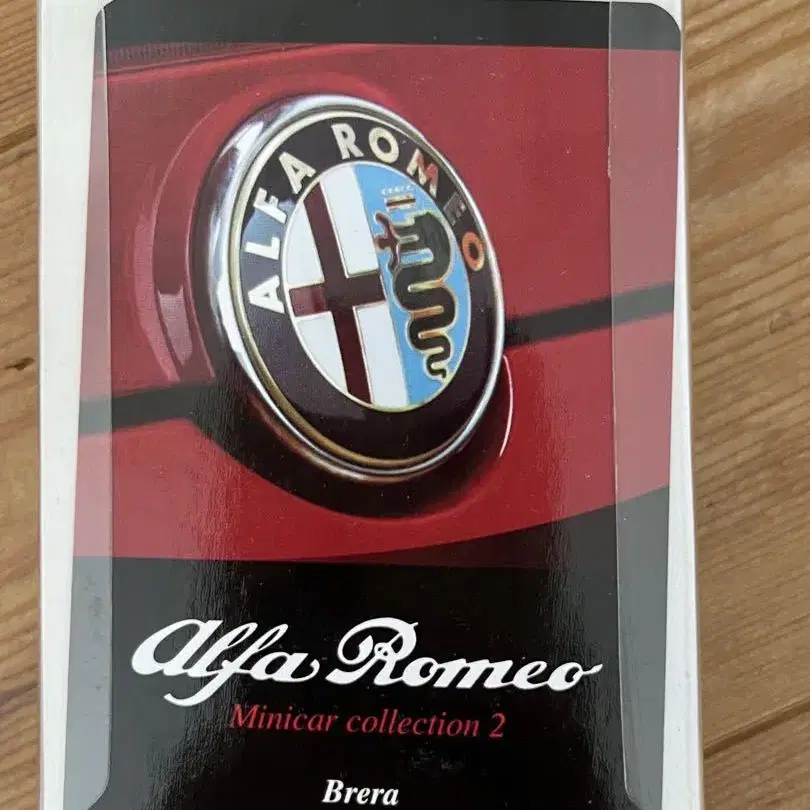 ALFA ROMEO
Alfa Romeo
Minicar collection 2
Brera